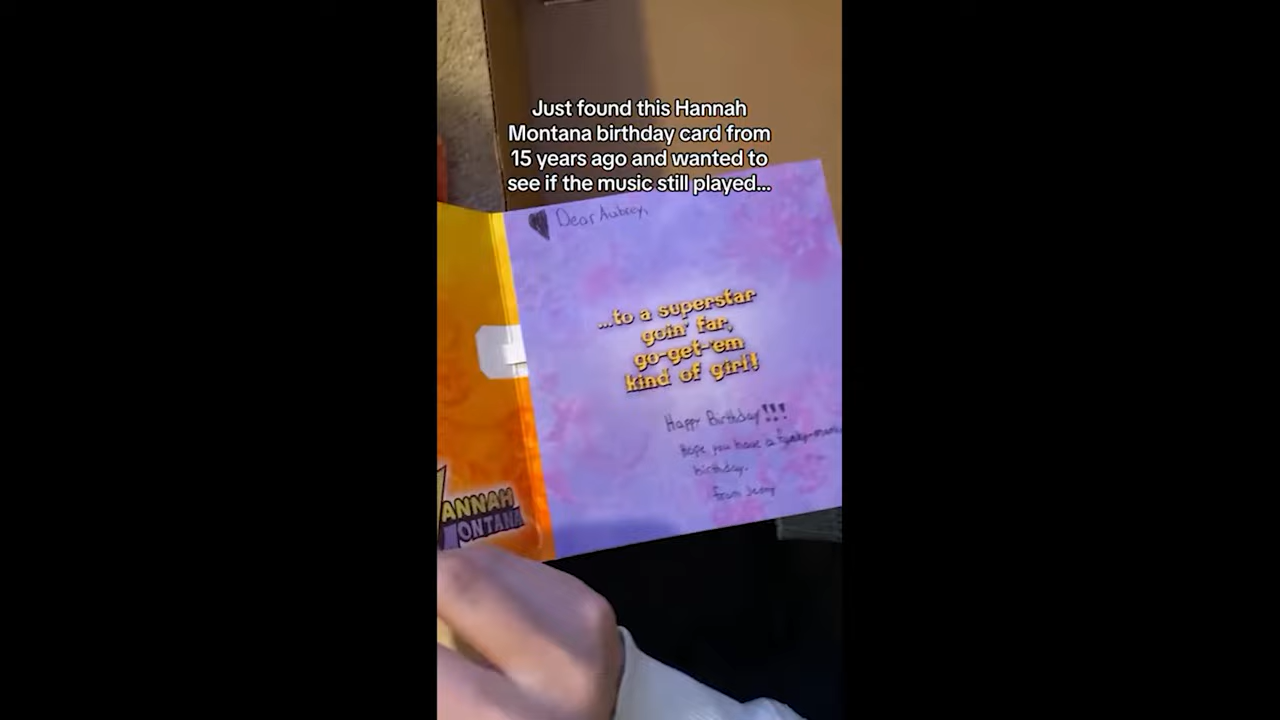 Just found this Hannah
Montana birthday card from
15 years ago and wanted to
see if the music still played...
Dear Aubrey,
...to a superstar
goin' far,
go-get-'em
kind of girl!
Happy Birthday!!!
Hope you have a
birthday.
from
ANNAH
ONTANA